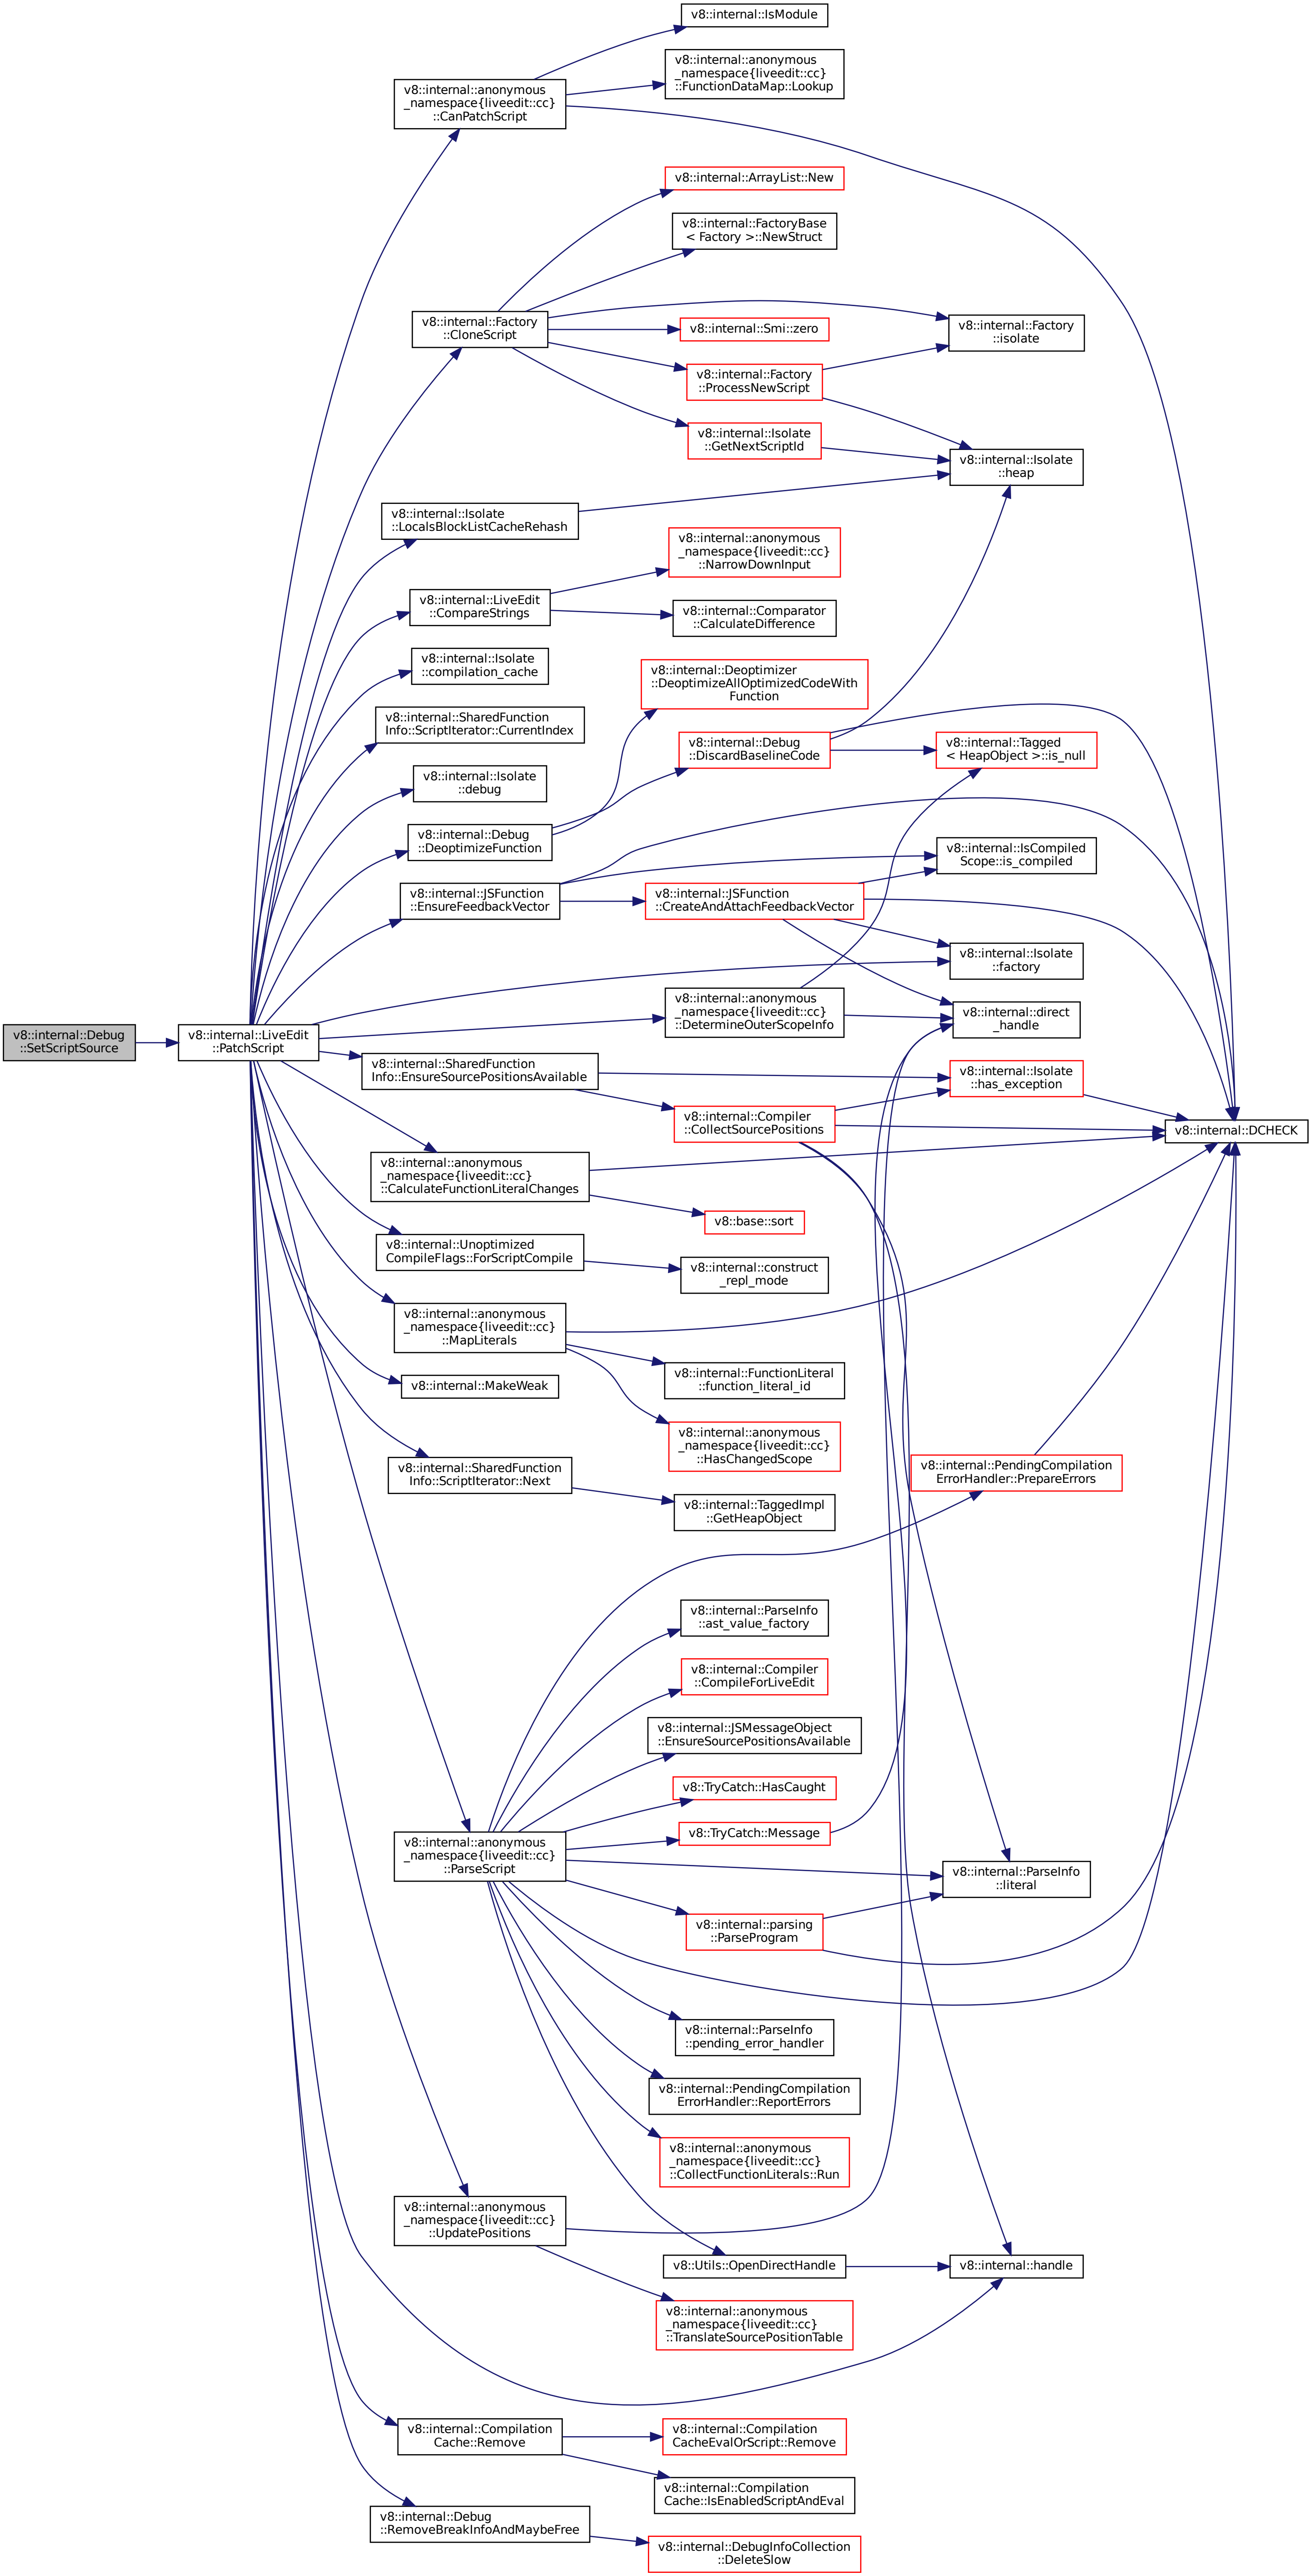 v8::internal::IsModule
v8::internal::anonymous
_namespace{liveedit::cc}
::FunctionDataMap::Lookup
v8::internal::anonymous
_namespace{liveedit::cc}
::CanPatchScript
v8::internal::ArrayList::New
v8::internal::FactoryBase
< Factory >::NewStruct
v8::internal::Factory
::CloneScript
v8::internal::Smi::zero
v8::internal::Factory
::isolate
v8::internal::Factory
::ProcessNewScript
v8::internal::Isolate
::GetNextScriptId
v8::internal::Isolate
::heap
v8::internal::Isolate
::LocalsBlockListCacheRehash
v8::internal::anonymous
_namespace{liveedit::cc}
::NarrowDownInput
v8::internal::LiveEdit
::CompareStrings
v8::internal::Comparator
::CalculateDifference
v8::internal::Isolate
::compilation_cache
v8::internal::Deoptimizer
::DeoptimizeAllOptimizedCodeWith
Function
v8::internal::SharedFunction
Info::ScriptIterator::CurrentIndex
v8::internal::Debug
::DiscardBaselineCode
v8::internal::Tagged
< HeapObject >::is_null
v8::internal::Isolate
::debug
v8::internal::Debug
::DeoptimizeFunction
v8::internal::IsCompiled
Scope::is_compiled
v8::internal::JSFunction
::EnsureFeedbackVector
v8::internal::JSFunction
::CreateAndAttachFeedbackVector
v8::internal::Isolate
::factory
v8::internal::anonymous
_namespace{liveedit::cc}
::DetermineOuterScopeInfo
v8::internal::direct
_handle
v8::internal::Debug
::SetScriptSource
v8::internal::LiveEdit
::PatchScript
v8::internal::SharedFunction
Info::EnsureSourcePositionsAvailable
v8::internal::Isolate
::has_exception
v8::internal::Compiler
::CollectSourcePositions
v8::internal::DCHECK
v8::internal::anonymous
_namespace{liveedit::cc}
::CalculateFunctionLiteralChanges
v8::base::sort
v8::internal::Unoptimized
CompileFlags::ForScriptCompile
v8::internal::construct
_repl_mode
v8::internal::anonymous
_namespace{liveedit::cc}
::MapLiterals
v8::internal::FunctionLiteral
::function_literal_id
v8::internal::MakeWeak
v8::internal::anonymous
_namespace{liveedit::cc}
::HasChangedScope
v8::internal::SharedFunction
Info::ScriptIterator::Next
v8::internal::PendingCompilation
ErrorHandler::PrepareErrors
v8::internal::TaggedImpl
::GetHeapObject
v8::internal::ParseInfo
::ast_value_factory
v8::internal::Compiler
::CompileForLiveEdit
v8::internal::JSMessageObject
::EnsureSourcePositionsAvailable
v8::TryCatch::HasCaught
v8::TryCatch::Message
v8::internal::anonymous
_namespace{liveedit::cc}
::ParseScript
v8::internal::ParseInfo
::literal
v8::internal::parsing
::ParseProgram
v8::internal::ParseInfo
::pending_error_handler
v8::internal::PendingCompilation
ErrorHandler::ReportErrors
v8::internal::anonymous
_namespace{liveedit::cc}
::CollectFunctionLiterals::Run
v8::internal::anonymous
_namespace{liveedit::cc}
::UpdatePositions
v8::Utils::OpenDirectHandle
v8::internal::handle
v8::internal::anonymous
_namespace{liveedit::cc}
::TranslateSourcePositionTable
v8::internal::Compilation
Cache::Remove
v8::internal::Compilation
CacheEvalOrScript::Remove
v8::internal::Compilation
Cache::IsEnabledScriptAndEval
v8::internal::Debug
::RemoveBreakInfoAndMaybeFree
v8::internal::DebugInfoCollection
::DeleteSlow